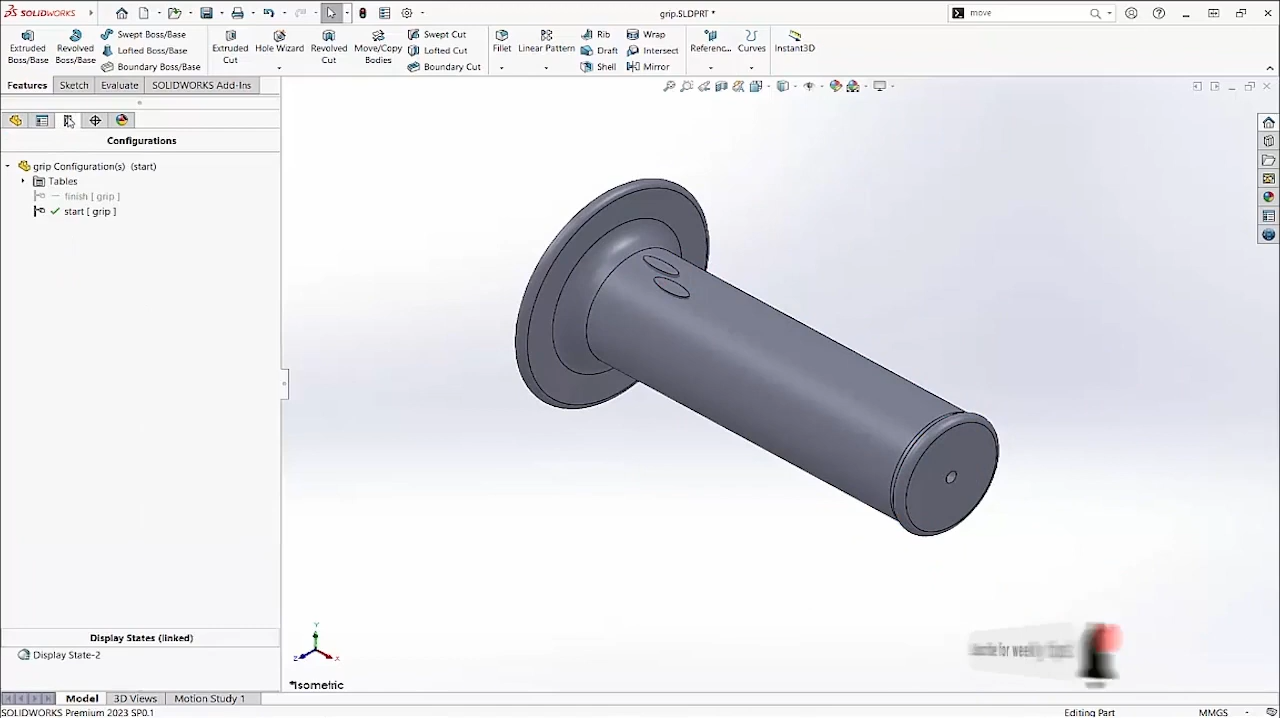 SOLIDWORKS
grip.SLDPRT *
move
Extruded Boss/Base
Revolved Boss/Base
Swept Boss/Base
Lofted Boss/Base
Boundary Boss/Base
Extruded Cut
Hole Wizard
Revolved Cut
Move/Copy Bodies
Swept Cut
Lofted Cut
Boundary Cut
Fillet
Linear Pattern
Rib
Draft
Shell
Wrap
Intersect
Mirror
Referenc...
Curves
Instant3D
Features
Sketch
Evaluate
SOLIDWORKS Add-Ins
Configurations
grip Configuration(s) (start)
Tables
finish [ grip ]
start [ grip ]
Display States (linked)
Display State-2
Y
Z
X
*Isometric
Model
3D Views
Motion Study 1
SOLIDWORKS Premium 2023 SP0.1
Editing Part
MMGS